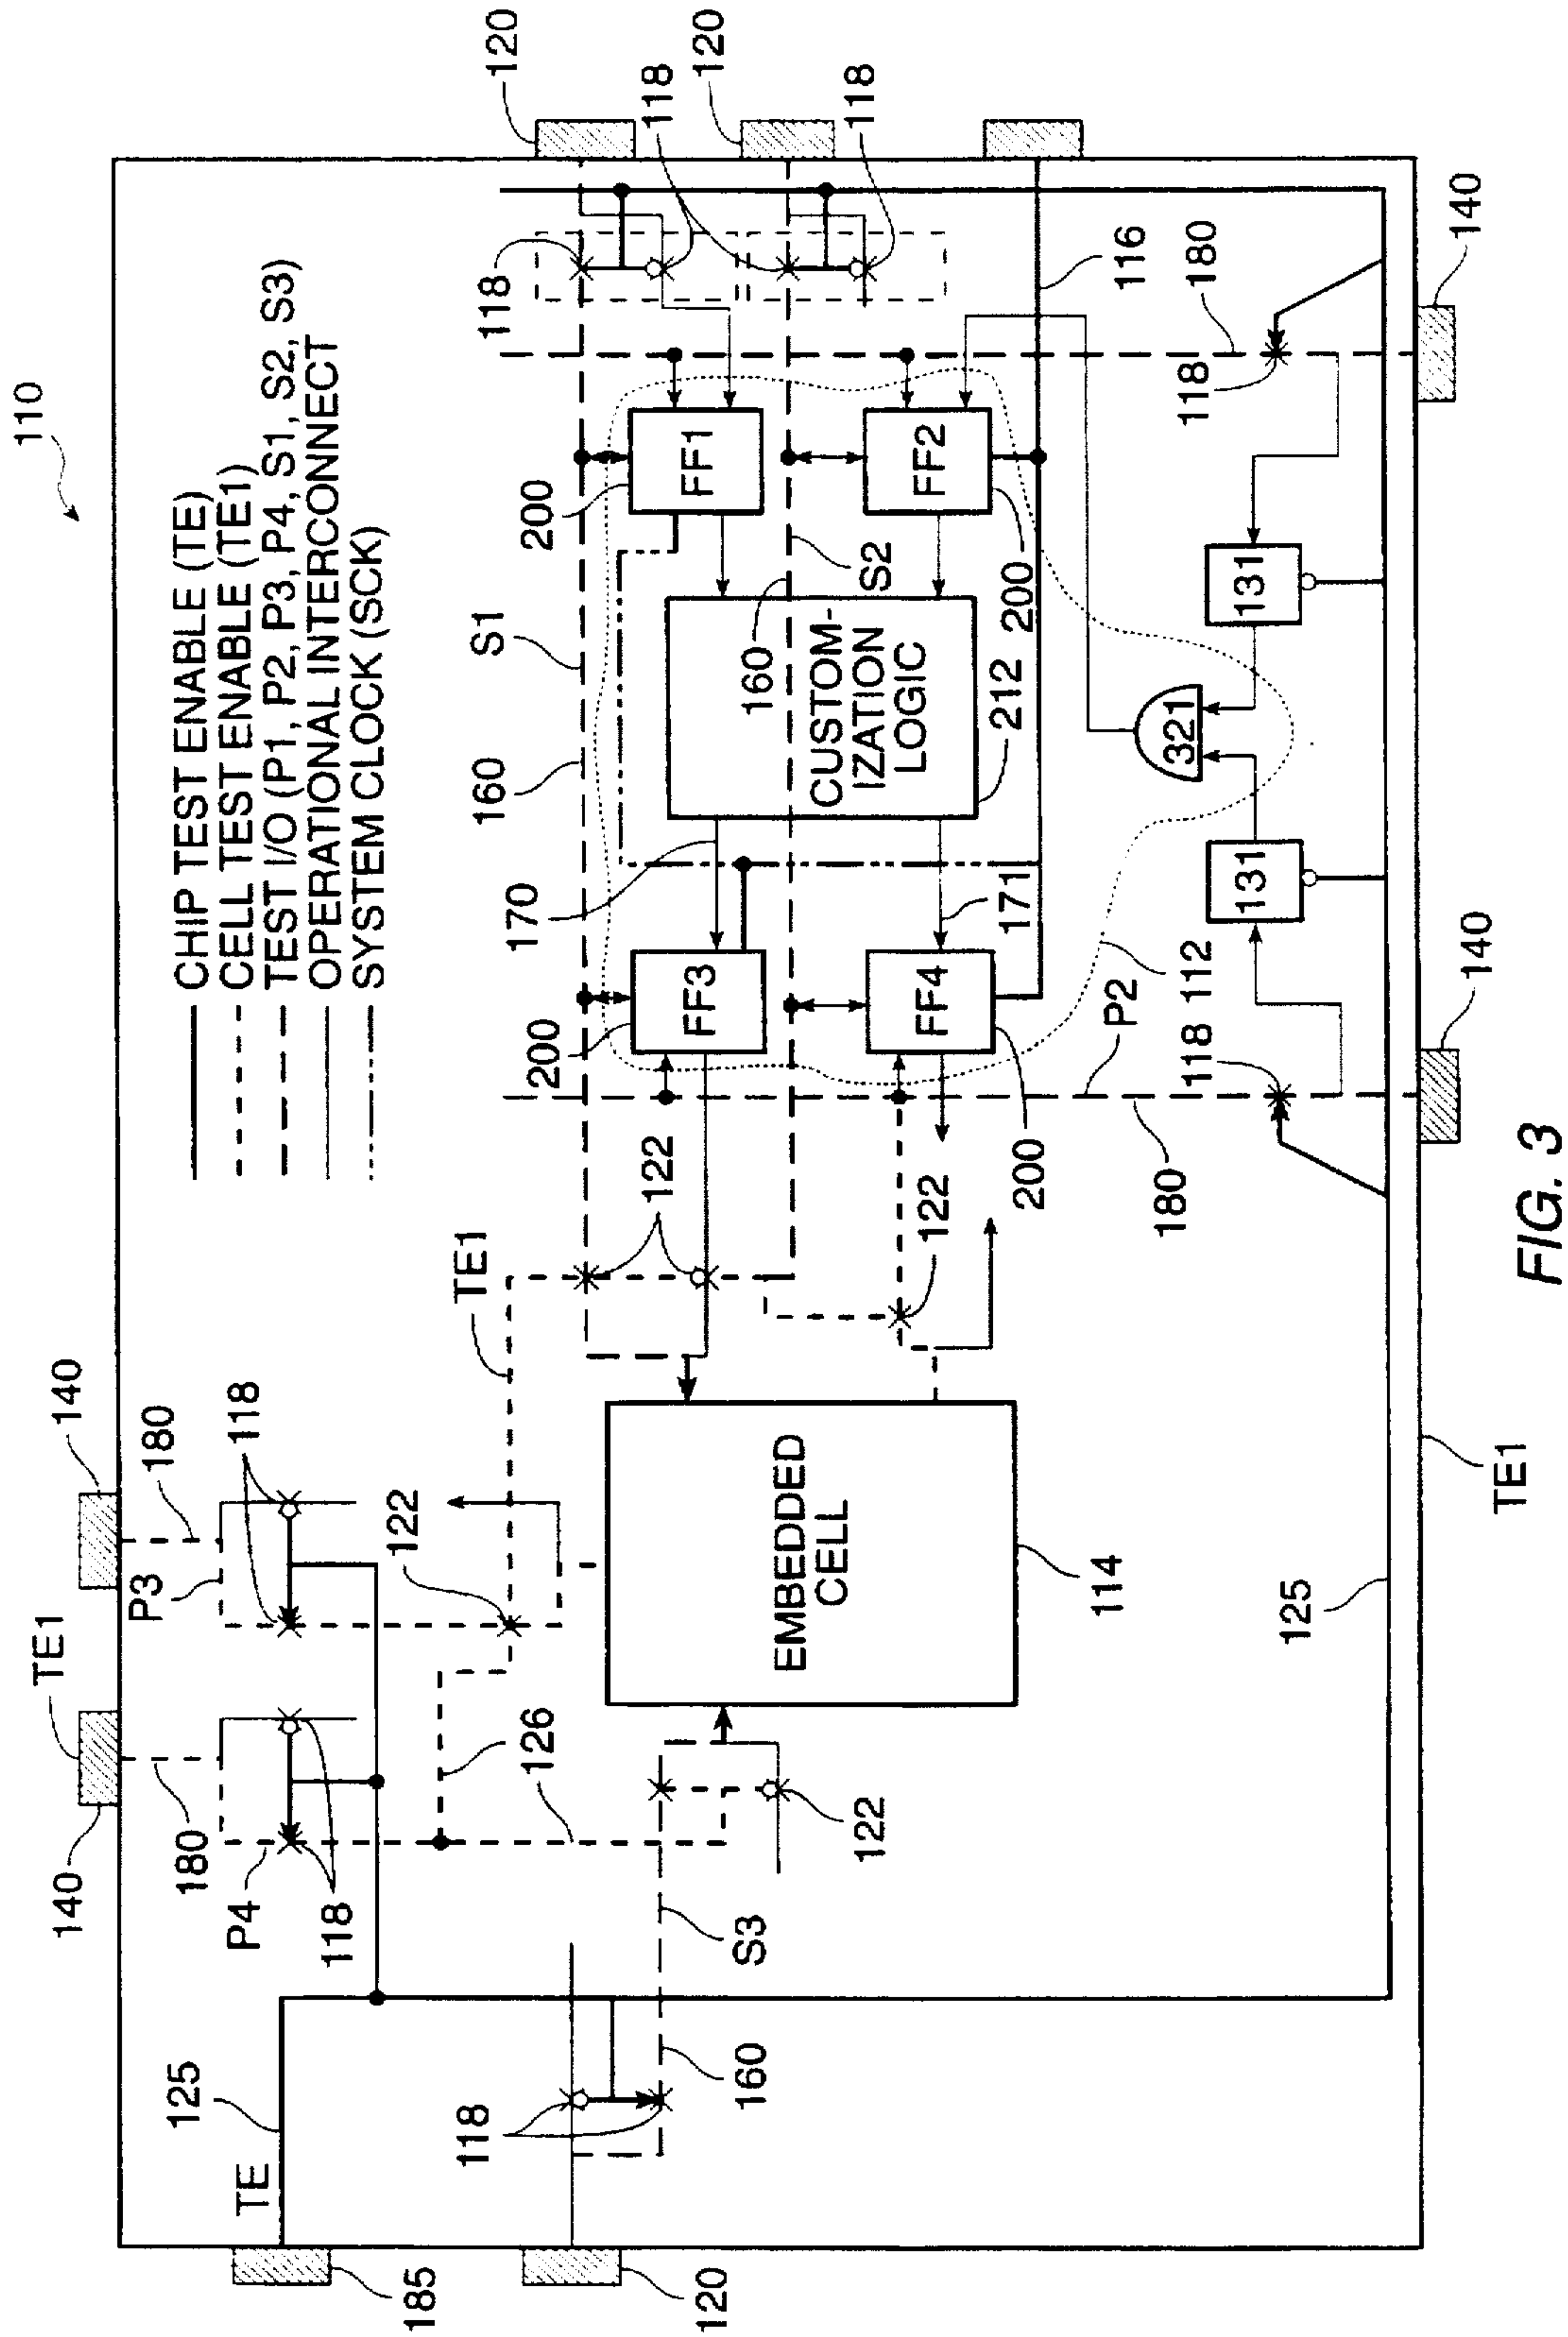 110
CHIP TEST ENABLE (TE)
CELL TEST ENABLE (TE1)
TEST I/O (P1, P2, P3, P4, S1, S2, S3)
OPERATIONAL INTERCONNECT
SYSTEM CLOCK (SCK)
140
TE1
140
180
P3
118
180
P4
118
122
126
TE1
125
TE
185
120
118
160
S3
122
EMBEDDED
CELL
114
125
TE1
122
122
160
S1
200
FF1
118
120
118
120
118
160
S2
200
FF2
116
180
118
140
CUSTOM-
IZATION
LOGIC
212
170
171
200
FF3
FF4
200
112
P2
118
180
140
131
321
131
FIG. 3